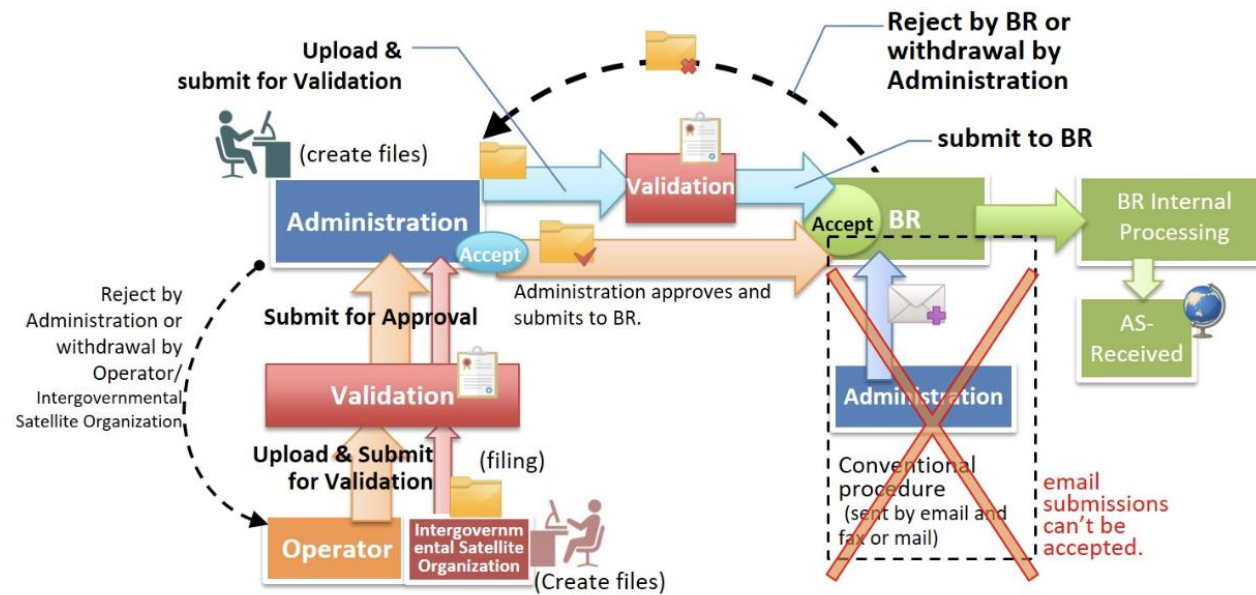 Upload &
submit for Validation
Reject by BR or
withdrawal by
Administration
(create files)
submit to BR
Validation
Administration
Accept
BR
Accept
BR Internal
Processing
Administration approves and
submits to BR.
Reject by
Administration or
withdrawal by
Operator/
Intergovernmental
Satellite Organization
Submit for Approval
AS-
Received
Validation
Administration
Upload & Submit
for Validation
(filing)
Conventional
procedure
(sent by email and
fax or mail)
email
submissions
can't be
accepted.
Operator
Intergovernm
ental Satellite
Organization
(Create files)